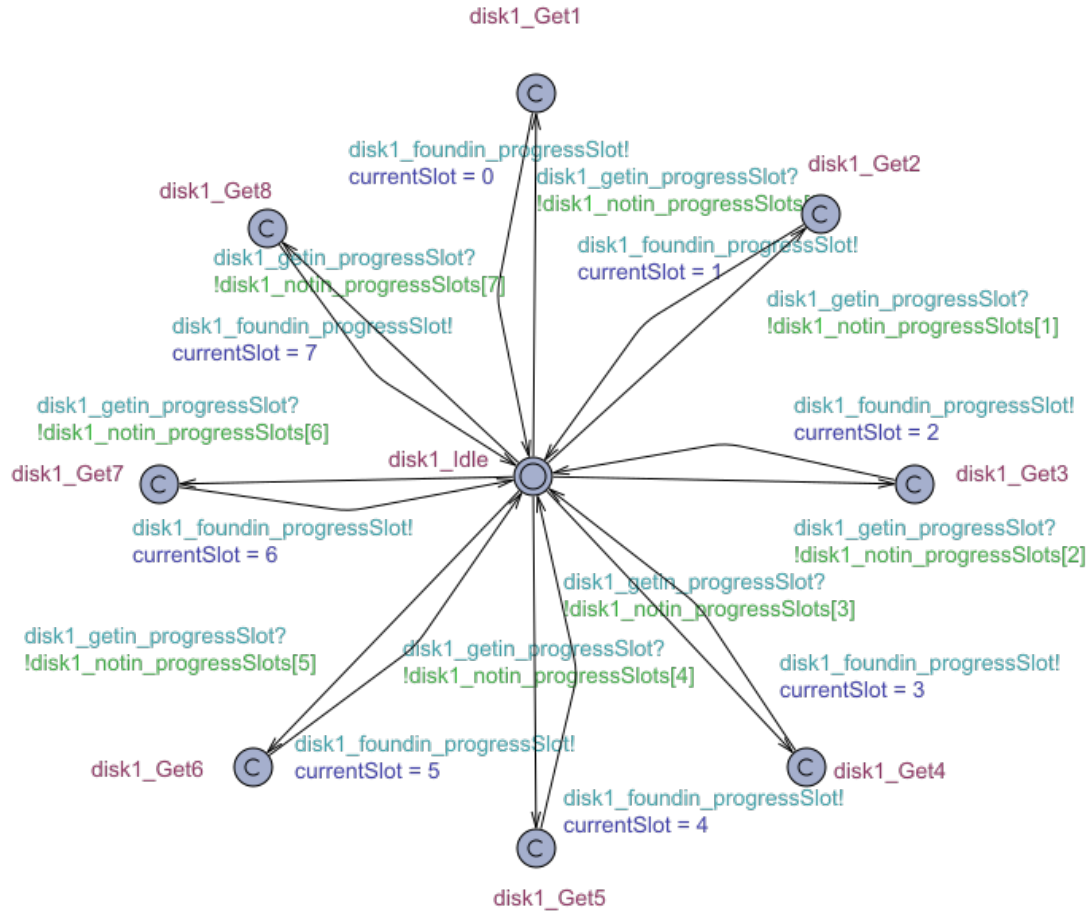 disk1_Get1
disk1_foundin_progressSlot!
currentSlot = 0
disk1_getin_progressSlot?
!disk1_notin_progressSlots[
disk1_Get2
disk1_foundin_progressSlot!
currentSlot = 1
disk1_getin_progressSlot?
!disk1_notin_progressSlots[1]
disk1_Get8
disk1_getin_progressSlot?
!disk1_notin_progressSlots[7]
disk1_foundin_progressSlot!
currentSlot = 7
disk1_getin_progressSlot?
!disk1_notin_progressSlots[6]
disk1_Get7
disk1_foundin_progressSlot!
currentSlot = 6
disk1_Idle
disk1_foundin_progressSlot!
currentSlot = 2
disk1_Get3
disk1_getin_progressSlot?
!disk1_notin_progressSlots[2]
disk1_getin_progressSlot?
!disk1_notin_progressSlots[3]
disk1_foundin_progressSlot!
currentSlot = 3
disk1_Get4
disk1_getin_progressSlot?
!disk1_notin_progressSlots[5]
disk1_getin_progressSlot?
!disk1_notin_progressSlots[4]
disk1_Get6
disk1_foundin_progressSlot!
currentSlot = 5
disk1_foundin_progressSlot!
currentSlot = 4
disk1_Get5
C
C
C
C
C
C
C
C